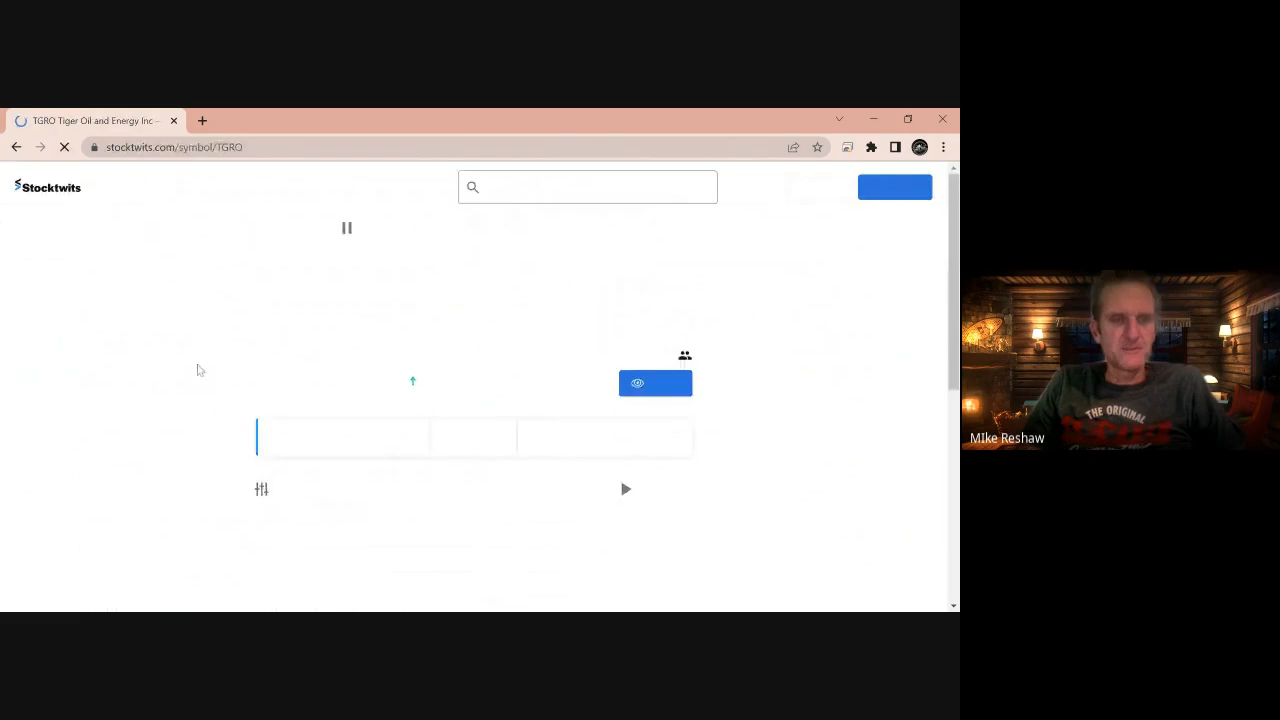 TGRO Tiger Oil and Energy Inc –
stocktwits.com/symbol/TGRO
Stocktwits
THE ORIGINAL
MIke Reshaw